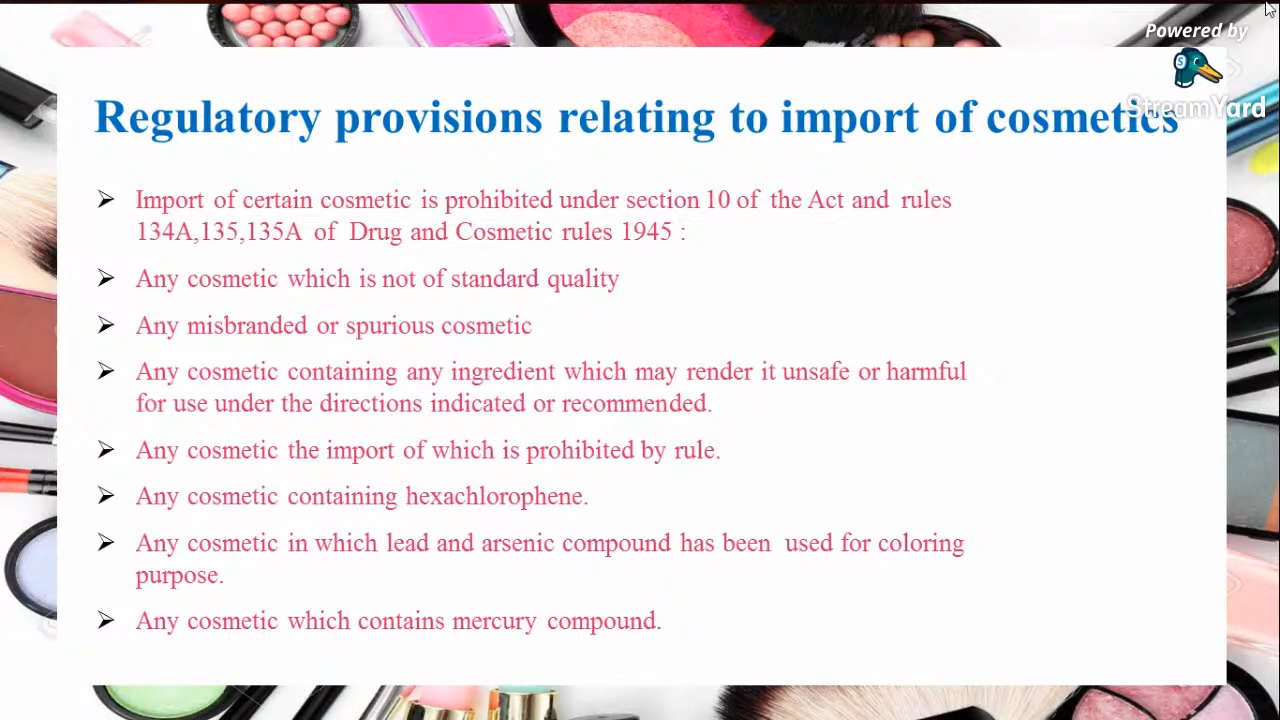 Powered by
StreamYard
Regulatory provisions relating to import of cosmetics
➢ Import of certain cosmetic is prohibited under section 10 of the Act and rules
134A,135,135A of Drug and Cosmetic rules 1945 :
➢ Any cosmetic which is not of standard quality
➢ Any misbranded or spurious cosmetic
➢ Any cosmetic containing any ingredient which may render it unsafe or harmful
for use under the directions indicated or recommended.
➢ Any cosmetic the import of which is prohibited by rule.
➢ Any cosmetic containing hexachlorophene.
➢ Any cosmetic in which lead and arsenic compound has been used for coloring
purpose.
➢ Any cosmetic which contains mercury compound.